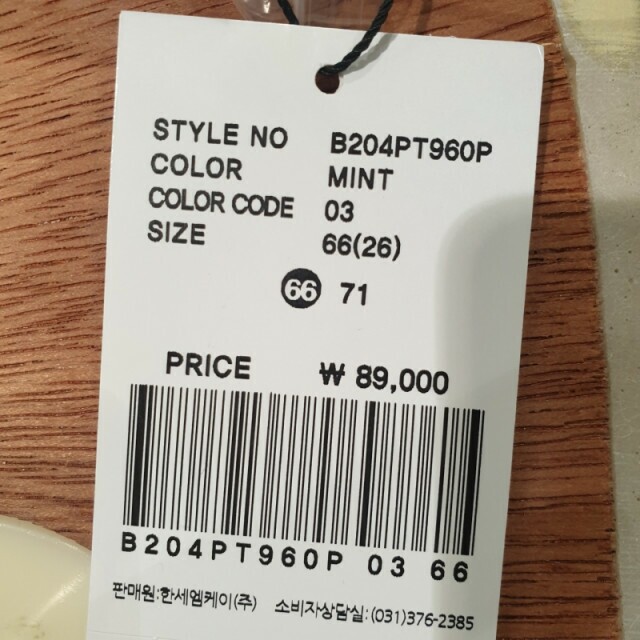 STYLE NO B204PT960P
COLOR MINT
COLOR CODE 03
SIZE 66(26)
66 71
PRICE ₩ 89,000
B204PT960P 03 66
판매원:한세엠케이(주) 소비자상담실:(031)376-2385